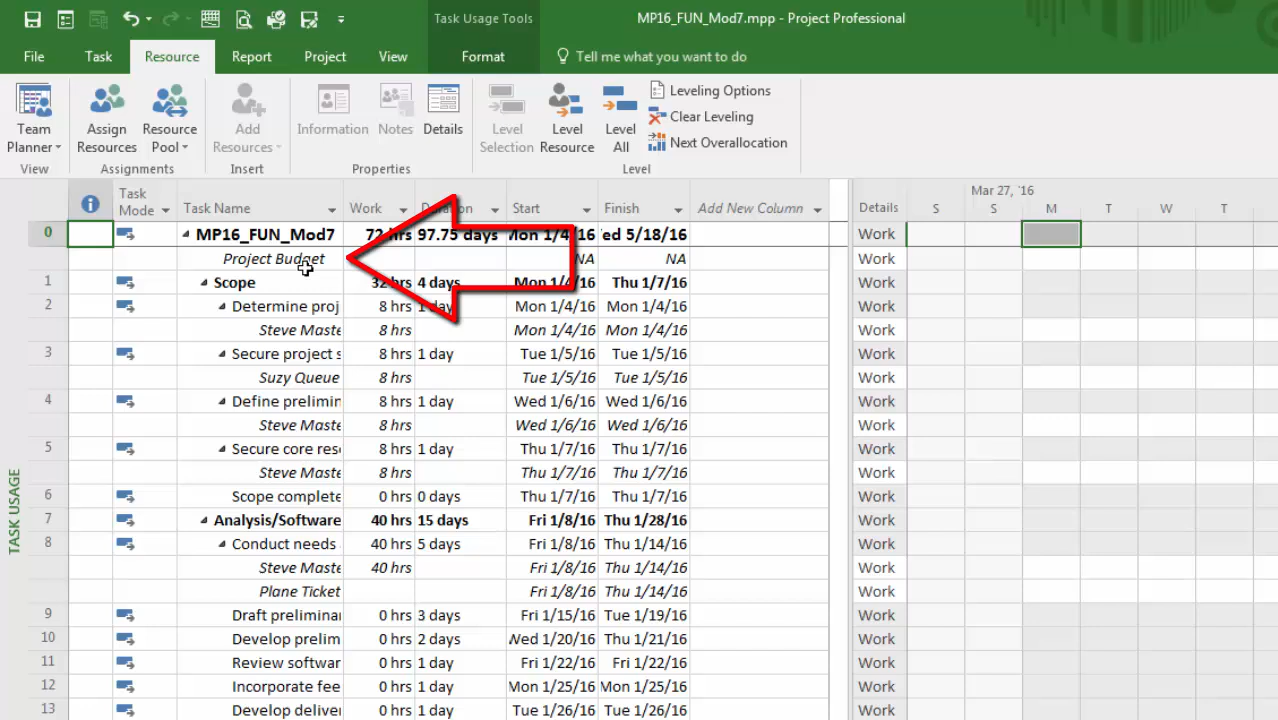 Task Usage Tools
MP16_FUN_Mod7.mpp - Project Professional
File Task Resource Report Project View Format Tell me what you want to do
Team Planner
View
Assign Resources
Resource Pool
Assignments
Add Resources
Insert
Information
Notes
Details
Properties
Level Selection
Level Resource
Level All
Leveling Options
Clear Leveling
Next Overallocation
Level
Mar 27, '16
Task Mode Task Name Work Start Finish Add New Column Details S S M T W T
0 MP16_FUN_Mod7 72 hrs 97.75 days Mon 1/4/16 ed 5/18/16 Work
Project Budget NA NA Work
1 Scope 32 hrs 4 days Mon 1/4/16 Thu 1/7/16 Work
2 Determine proj 8 hrs 1 day Mon 1/4/16 Mon 1/4/16 Work
Steve Maste 8 hrs Mon 1/4/16 Mon 1/4/16 Work
3 Secure project s 8 hrs 1 day Tue 1/5/16 Tue 1/5/16 Work
Suzy Queue 8 hrs Tue 1/5/16 Tue 1/5/16 Work
4 Define prelimin 8 hrs 1 day Wed 1/6/16 Wed 1/6/16 Work
Steve Maste 8 hrs Wed 1/6/16 Wed 1/6/16 Work
5 Secure core res 8 hrs 1 day Thu 1/7/16 Thu 1/7/16 Work
Steve Maste 8 hrs Thu 1/7/16 Thu 1/7/16 Work
6 Scope complete 0 hrs 0 days Thu 1/7/16 Thu 1/7/16 Work
7 Analysis/Software 40 hrs 15 days Fri 1/8/16 Thu 1/28/16 Work
8 Conduct needs 40 hrs 5 days Fri 1/8/16 Thu 1/14/16 Work
Steve Maste 40 hrs Fri 1/8/16 Thu 1/14/16 Work
Plane Ticket Fri 1/8/16 Thu 1/14/16 Work
9 Draft preliminar 0 hrs 3 days Fri 1/15/16 Tue 1/19/16 Work
10 Develop prelim 0 hrs 2 days Wed 1/20/16 Thu 1/21/16 Work
11 Review softwar 0 hrs 1 day Fri 1/22/16 Fri 1/22/16 Work
12 Incorporate fee 0 hrs 1 day Mon 1/25/16 Mon 1/25/16 Work
13 Develop deliver 0 hrs 1 day Tue 1/26/16 Tue 1/26/16 Work
TASK USAGE